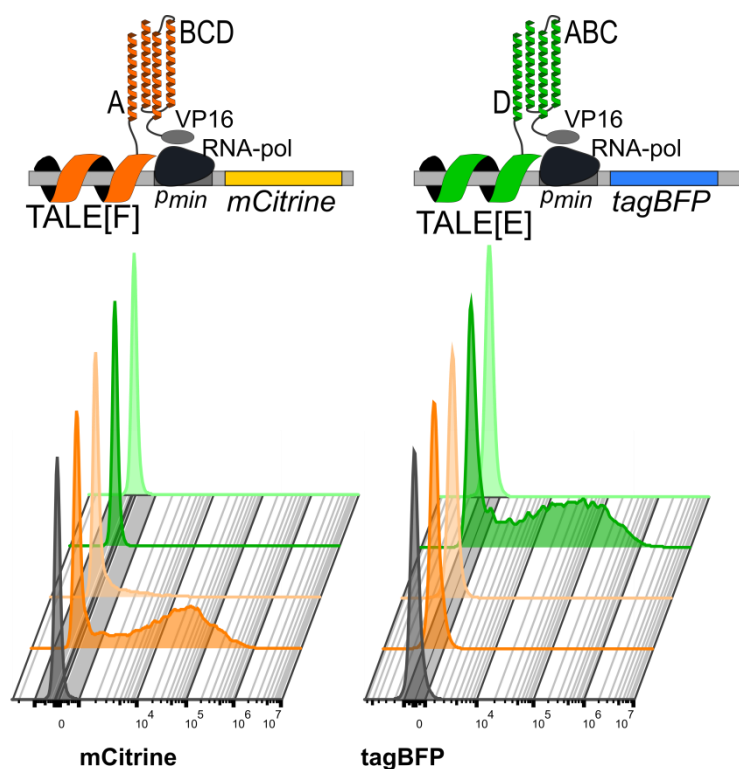 BCD
A
VP16
RNA-pol
TALE[F]
pmin
mCitrine
ABC
D
VP16
RNA-pol
TALE[E]
pmin
tagBFP
0 10^4 10^5 10^6 10^7
mCitrine
0 10^4 10^5 10^6 10^7
tagBFP